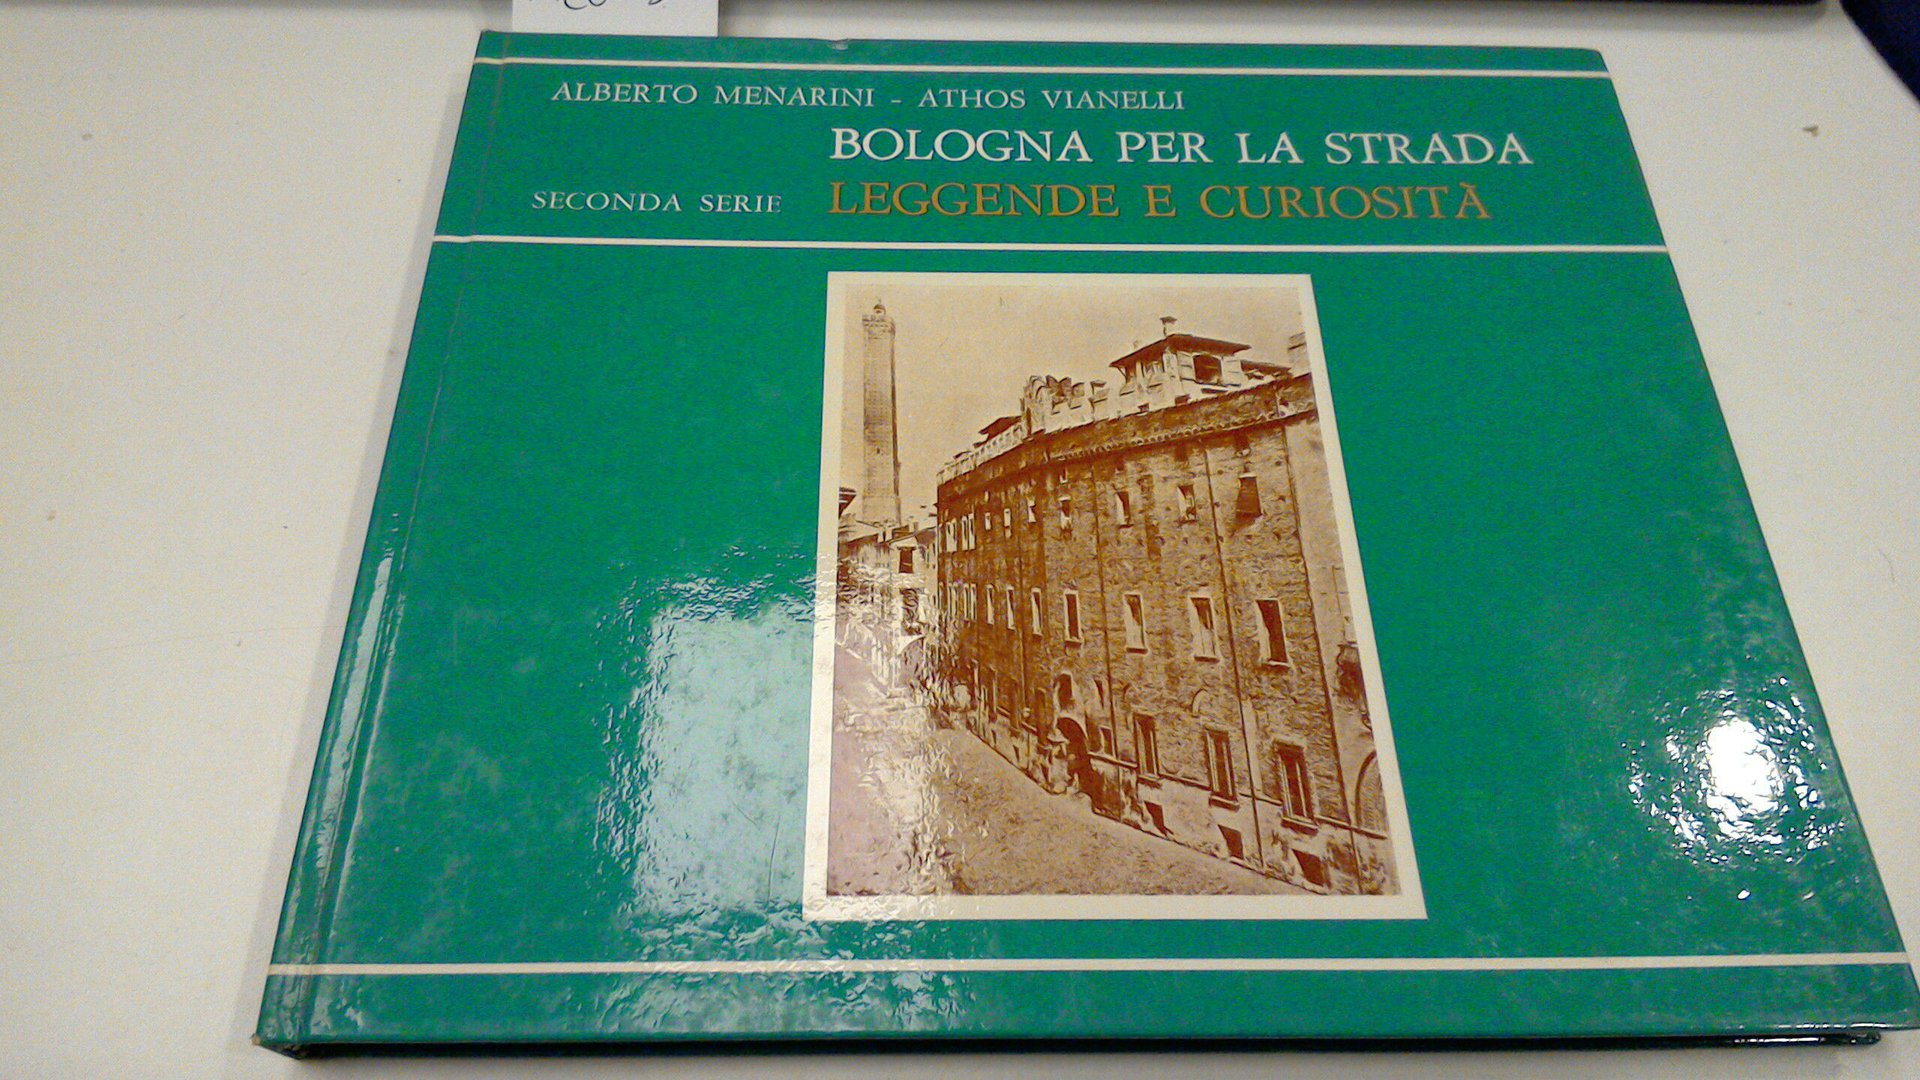 ALBERTO MENARINI - ATHOS VIANELLI
BOLOGNA PER LA STRADA
SECONDA SERIE LEGGENDE E CURIOSITÀ